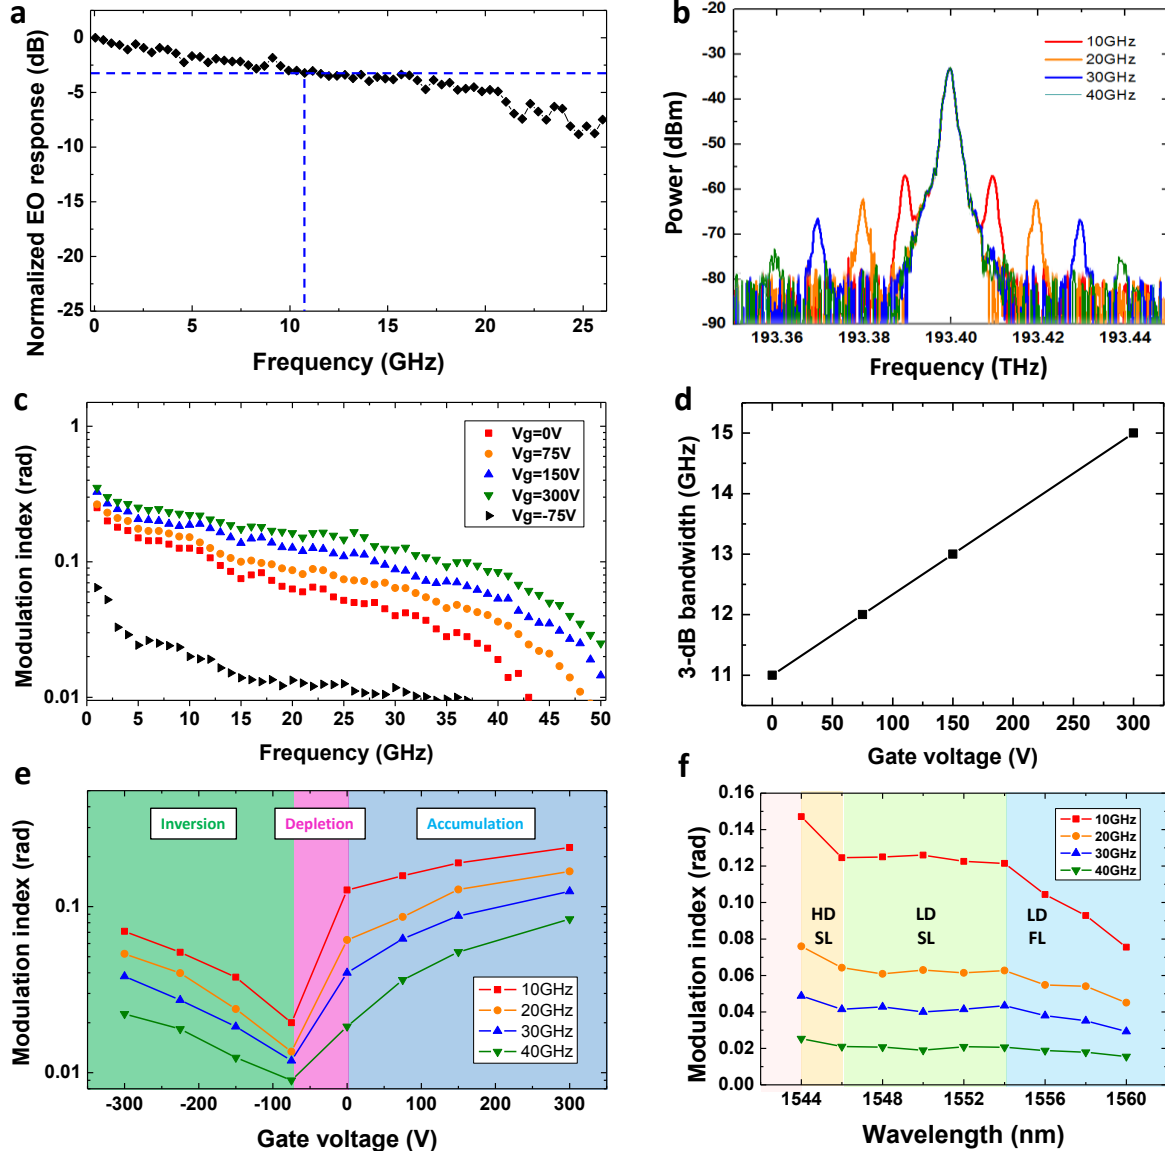 a
Normalized EO response (dB)
0
-5
-10
-15
-20
-25
0
5
10
15
20
25
Frequency (GHz)
b
Power (dBm)
-20
-30
-40
-50
-60
-70
-80
-90
10GHz
20GHz
30GHz
40GHz
193.36
193.38
193.40
193.42
193.44
Frequency (THz)
c
Modulation index (rad)
1
0.1
0.01
Vg=0V
Vg=75V
Vg=150V
Vg=300V
Vg=-75V
0
5
10
15
20
25
30
35
40
45
50
Frequency (GHz)
d
3-dB bandwidth (GHz)
15
14
13
12
11
0
50
100
150
200
250
300
Gate voltage (V)
e
Modulation index (rad)
0.1
0.01
Inversion
Depletion
Accumulation
10GHz
20GHz
30GHz
40GHz
-300
-200
-100
0
100
200
300
Gate voltage (V)
f
Modulation index (rad)
0.16
0.14
0.12
0.10
0.08
0.06
0.04
0.02
0.00
10GHz
20GHz
30GHz
40GHz
HD
SL
LD
SL
LD
FL
1544
1548
1552
1556
1560
Wavelength (nm)